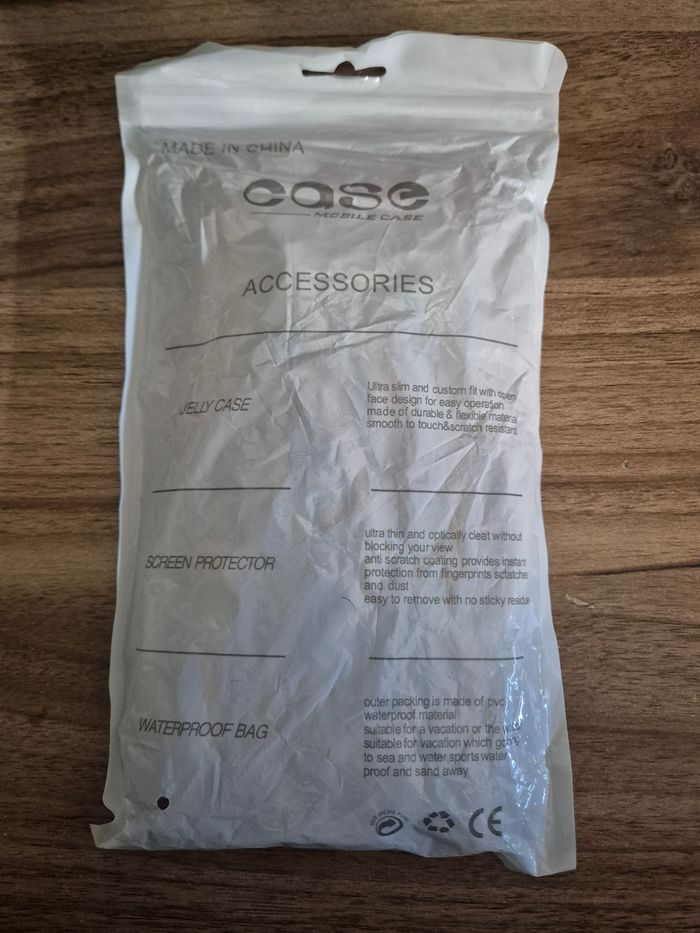 MADE IN CHINA
case
MOBILE CASE
ACCESSORIES
JELLY CASE
Ultra slim and custom fit with open
face design for easy operation
made of durable & flexible material
smooth to touch&scratch resistant
SCREEN PROTECTOR
ultra thin and optically cleat without
blocking your view
anti scratch coating provides instant
protection from fingerprints sctatches
and dust
easy to remove with no sticky residue
WATERPROOF BAG
outer packing is made of pvc
waterproof material
suitable for a vacation or the
suitable for vacation which
to sea and water sports water
proof and sand away
CE